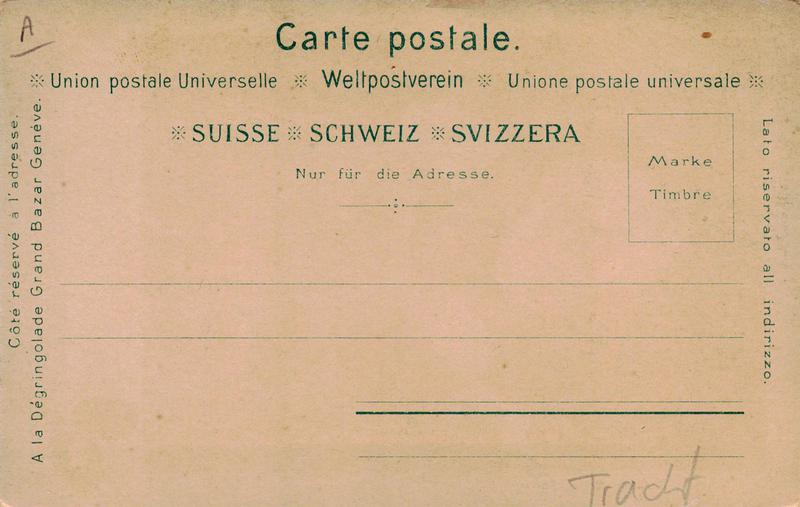 A
Carte postale.
Union postale Universelle ※ Weltpostverein ※ Unione postale universale
※ SUISSE ※ SCHWEIZ ※ SVIZZERA
Nur für die Adresse.
Marke
Timbre
Côté réservé à l'adresse.
A la Dégringolade Grand Bazar Genève.
Lato riservato all indirizzo.
Tracht